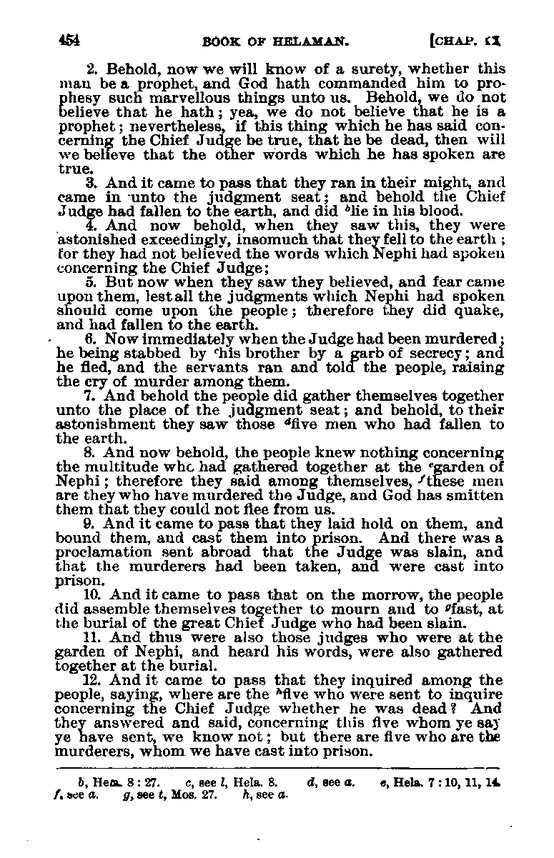 454 BOOK OF HELAMAN. [CHAP. IX
2. Behold, now we will know of a surety, whether this
man be a prophet, and God hath commanded him to pro-
phesy such marvellous things unto us. Behold, we do not
believe that he hath; yea, we do not believe that he is a
prophet; nevertheless, if this thing which he has said con-
cerning the Chief Judge be true, that he be dead, then will
we believe that the other words which he has spoken are
true.
3. And it came to pass that they ran in their might, and
came in unto the judgment seat; and behold the Chief
Judge had fallen to the earth, and did ᵇlie in his blood.
4. And now behold, when they saw this, they were
astonished exceedingly, insomuch that they fell to the earth;
for they had not believed the words which Nephi had spoken
concerning the Chief Judge;
5. But now when they saw they believed, and fear came
upon them, lest all the judgments which Nephi had spoken
should come upon the people; therefore they did quake,
and had fallen to the earth.
6. Now immediately when the Judge had been murdered;
he being stabbed by ᶜhis brother by a garb of secrecy; and
he fled, and the servants ran and told the people, raising
the cry of murder among them.
7. And behold the people did gather themselves together
unto the place of the judgment seat; and behold, to their
astonishment they saw those ᵈfive men who had fallen to
the earth.
8. And now behold, the people knew nothing concerning
the multitude who had gathered together at the ᵉgarden of
Nephi; therefore they said among themselves, ᶠthese men
are they who have murdered the Judge, and God has smitten
them that they could not flee from us.
9. And it came to pass that they laid hold on them, and
bound them, and cast them into prison. And there was a
proclamation sent abroad that the Judge was slain, and
that the murderers had been taken, and were cast into
prison.
10. And it came to pass that on the morrow, the people
did assemble themselves together to mourn and to ᵍfast, at
the burial of the great Chief Judge who had been slain.
11. And thus were also those judges who were at the
garden of Nephi, and heard his words, were also gathered
together at the burial.
12. And it came to pass that they inquired among the
people, saying, where are the ʰfive who were sent to inquire
concerning the Chief Judge whether he was dead? And
they answered and said, concerning this five whom ye say
ye have sent, we know not; but there are five who are the
murderers, whom we have cast into prison.
b, Hela. 8:27. c, see l, Hela. 8. d, see a. e, Hela. 7:10, 11, 14.
f, see a. g, see t, Mos. 27. h, see a.